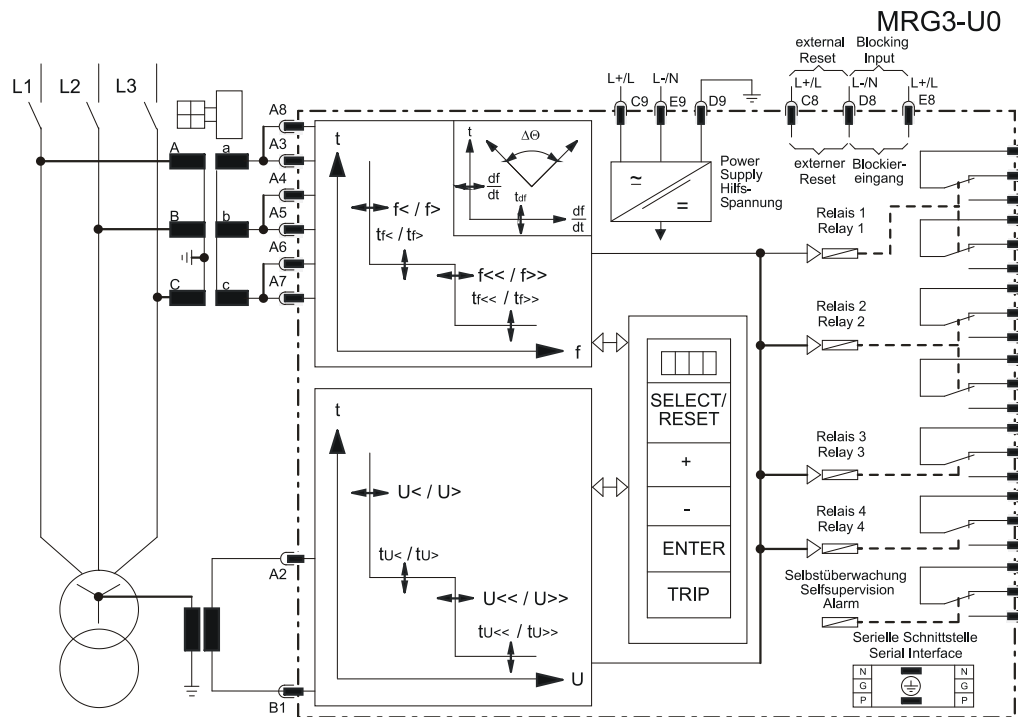 MRG3-U0
external Blocking
Reset Input
L+/L L-/N L+/L
C8 D8 E8
externer Blockier-
Reset eingang
L+/L L-/N
C9 E9 D9
≃
=
Power
Supply
Hilfs-
Spannung
L1 L2 L3
A a
B b
C c
A8
A3
A4
A5
A6
A7
t
f< / f>
tf< / tf>
f<< / f>>
tf<< / tf>>
f
t
ΔΘ
df
dt
tdf
df
dt
SELECT/
RESET
+
-
ENTER
TRIP
t
U< / U>
tU< / tU>
U<< / U>>
tU<< / tU>>
U
A2
B1
Relais 1
Relay 1
Relais 2
Relay 2
Relais 3
Relay 3
Relais 4
Relay 4
Selbstüberwachung
Selfsupervision
Alarm
Serielle Schnittstelle
Serial Interface
N N
G G
P P